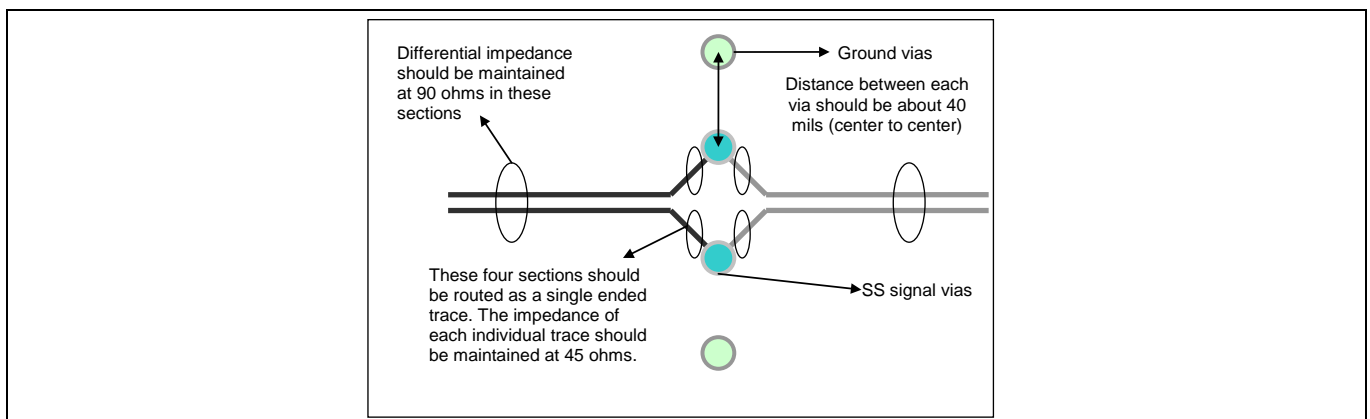 Differential impedance
should be maintained
at 90 ohms in these
sections
Ground vias
Distance between each
via should be about 40
mils (center to center)
These four sections should
be routed as a single ended
trace. The impedance of
each individual trace should
be maintained at 45 ohms.
SS signal vias